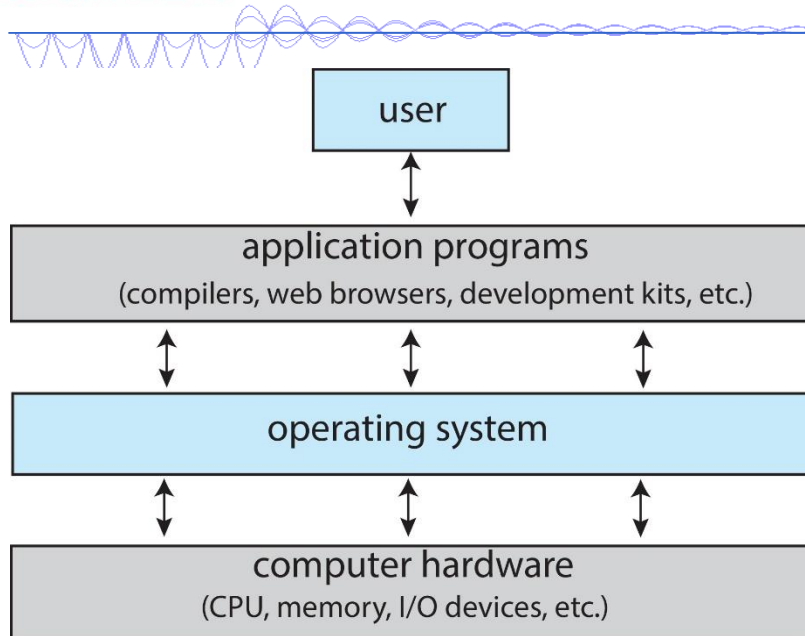 user
application programs
(compilers, web browsers, development kits, etc.)
operating system
computer hardware
(CPU, memory, I/O devices, etc.)